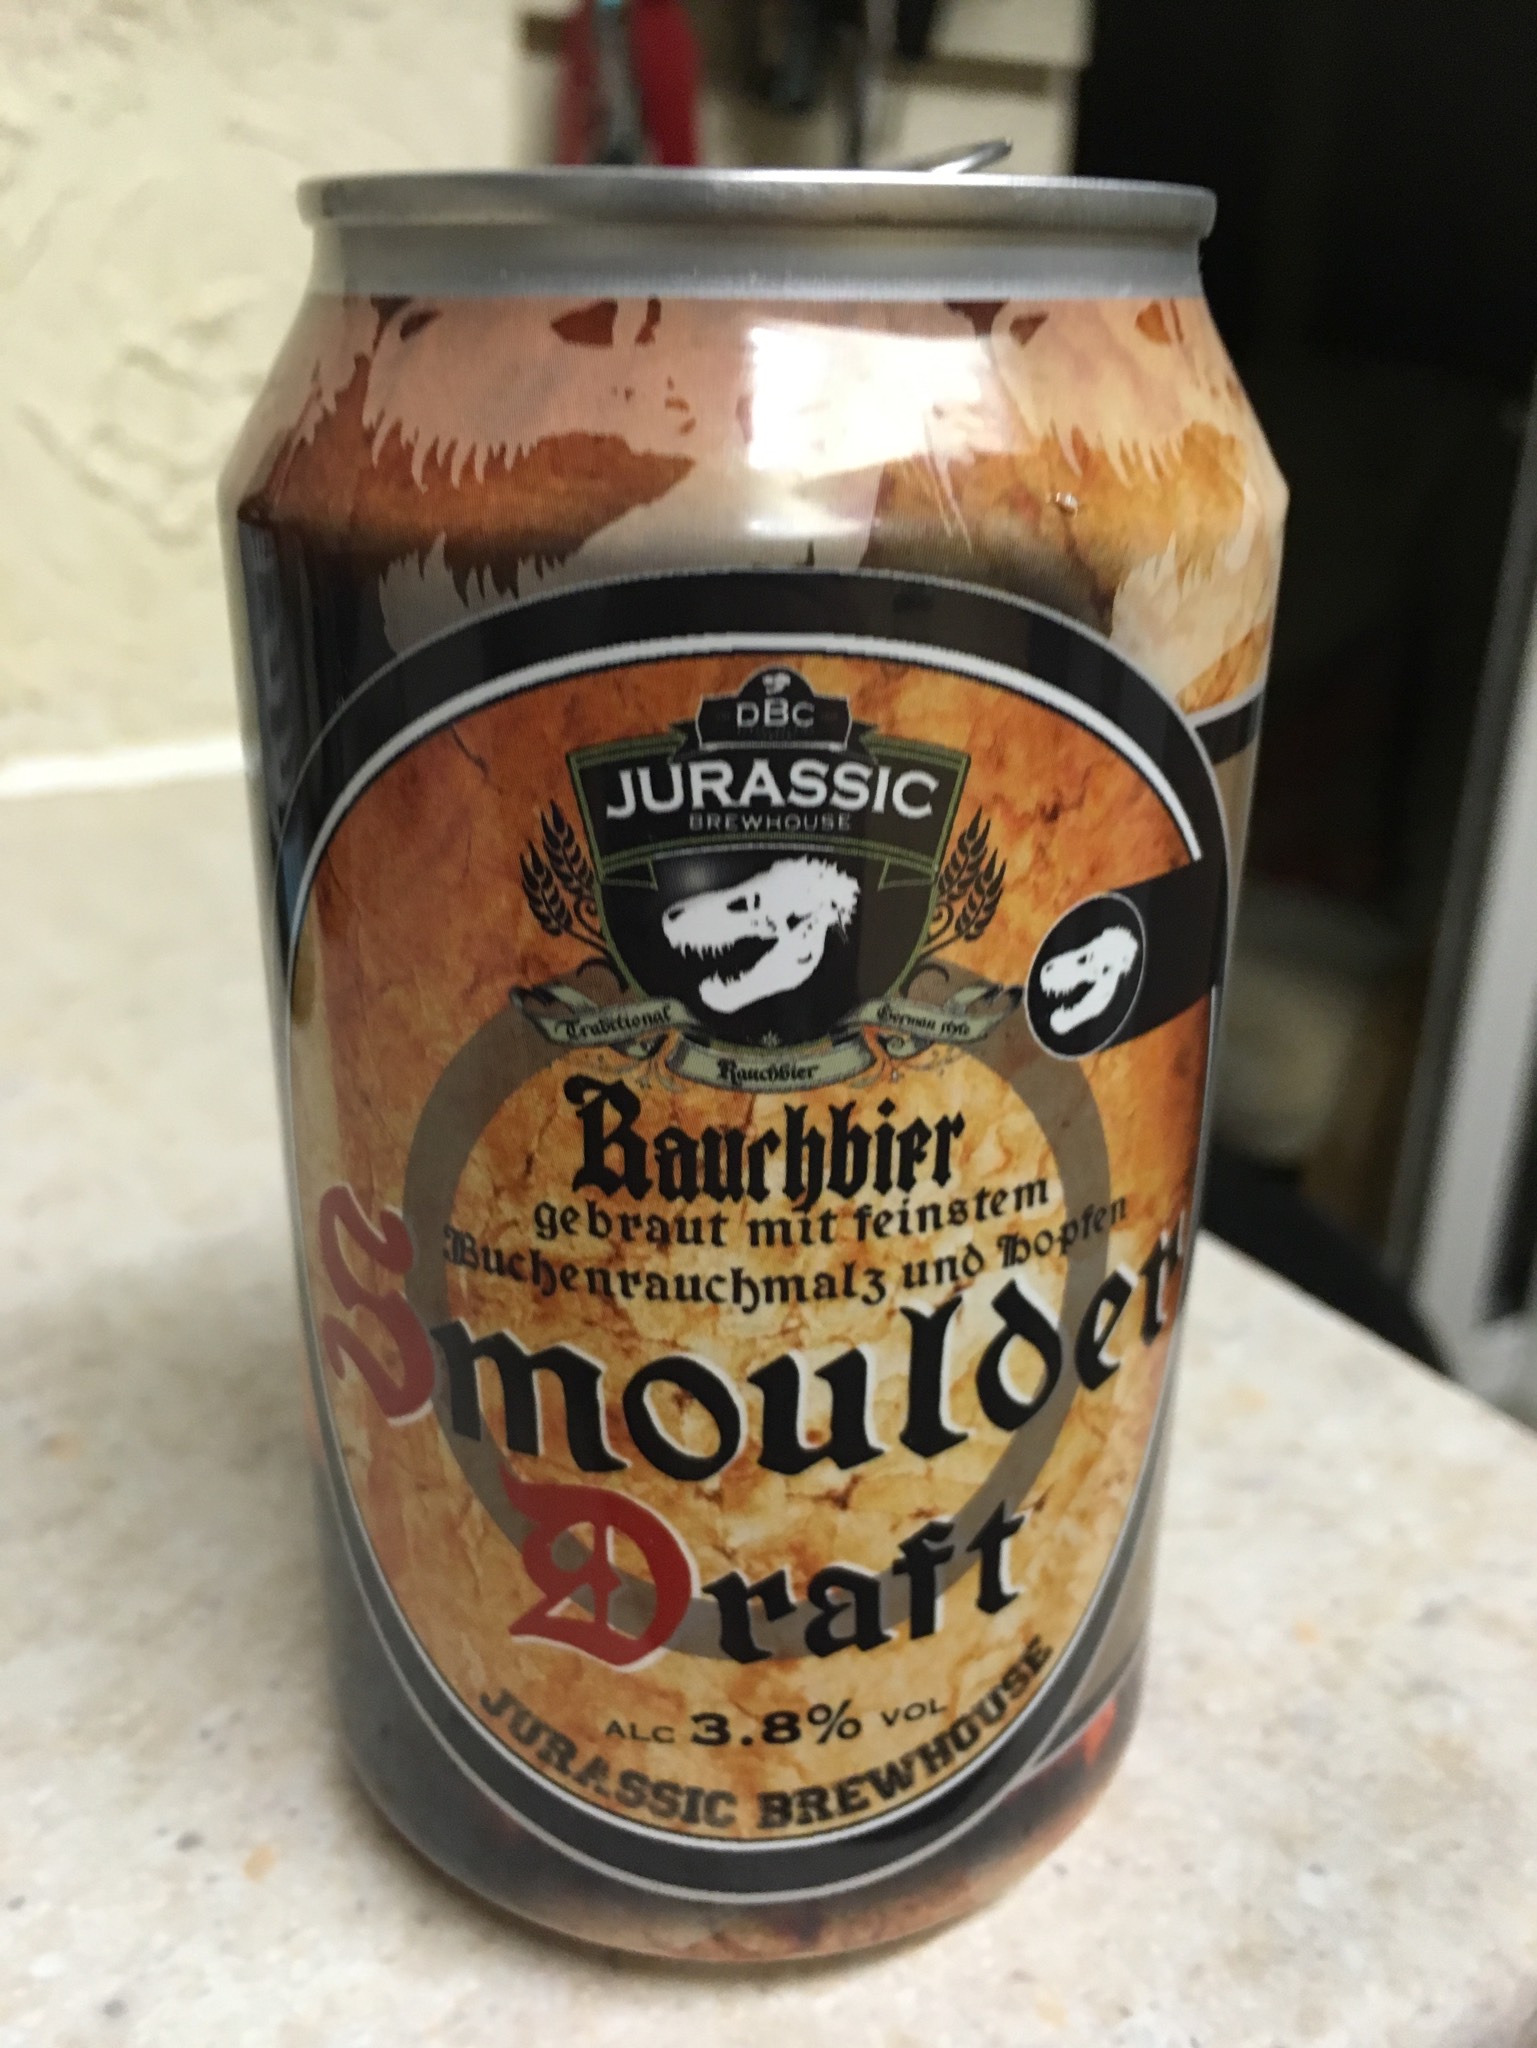 DBC
JURASSIC
BREWHOUSE
Traditional
German style
Rauchbier
Rauchbier
gebraut mit feinstem
Buchenrauchmalz und Hopfen
Smoulder
Draft
ALC 3.8% VOL
JURASSIC BREWHOUSE